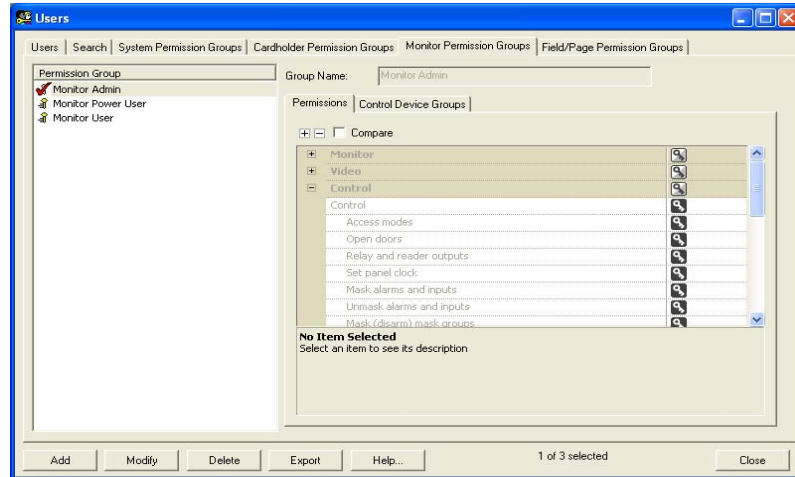 Users
Users Search System Permission Groups Cardholder Permission Groups Monitor Permission Groups Field/Page Permission Groups
Permission Group
Monitor Admin
Monitor Power User
Monitor User
Group Name: Monitor Admin
Permissions Control Device Groups
Compare
Monitor
Video
Control
Control
Access modes
Open doors
Relay and reader outputs
Set panel clock
Mask alarms and inputs
Unmask alarms and inputs
Mask (disarm) mask groups
No Item Selected
Select an item to see its description
Add Modify Delete Export Help... 1 of 3 selected Close